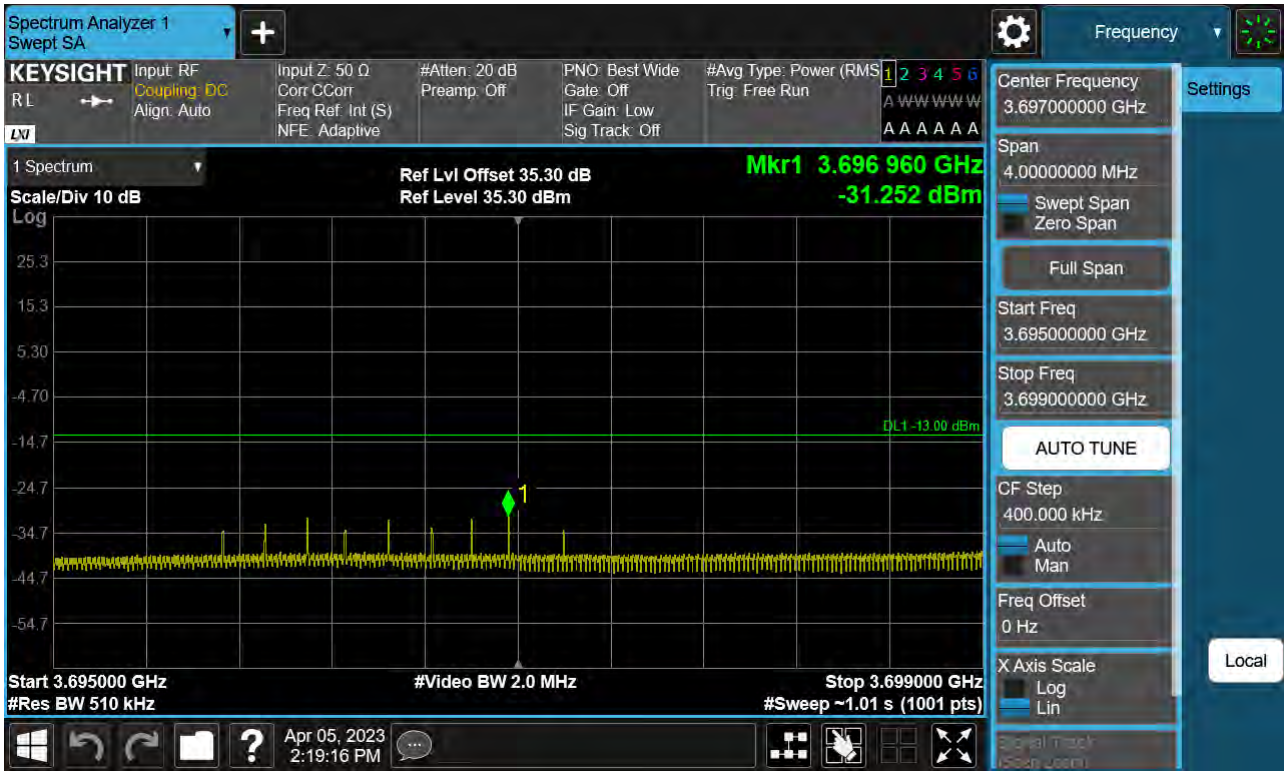 Spectrum Analyzer 1
Swept SA
+
Frequency
KEYSIGHT
RL
LXI
Input: RF
Coupling: DC
Align: Auto
Input Z: 50 Ω
Corr CCorr
Freq Ref: Int (S)
NFE: Adaptive
#Atten: 20 dB
Preamp: Off
PNO: Best Wide
Gate: Off
IF Gain: Low
Sig Track: Off
#Avg Type: Power (RMS
Trig: Free Run
1 2 3 4 5 6
A W W W W W
A A A A A A
1 Spectrum
Scale/Div 10 dB
Log
Ref Lvl Offset 35.30 dB
Ref Level 35.30 dBm
Mkr1 3.696 960 GHz
-31.252 dBm
25.3
15.3
5.30
-4.70
-14.7
-24.7
-34.7
-44.7
-54.7
DL1 -13.00 dBm
1
Start 3.695000 GHz
#Res BW 510 kHz
#Video BW 2.0 MHz
Stop 3.699000 GHz
#Sweep ~1.01 s (1001 pts)
Center Frequency
3.697000000 GHz
Span
4.00000000 MHz
Swept Span
Zero Span
Full Span
Start Freq
3.695000000 GHz
Stop Freq
3.699000000 GHz
AUTO TUNE
CF Step
400.000 kHz
Auto
Man
Freq Offset
0 Hz
X Axis Scale
Log
Lin
Signal Track
(Span Zoom)
Settings
Local
?
Apr 05, 2023
2:19:16 PM